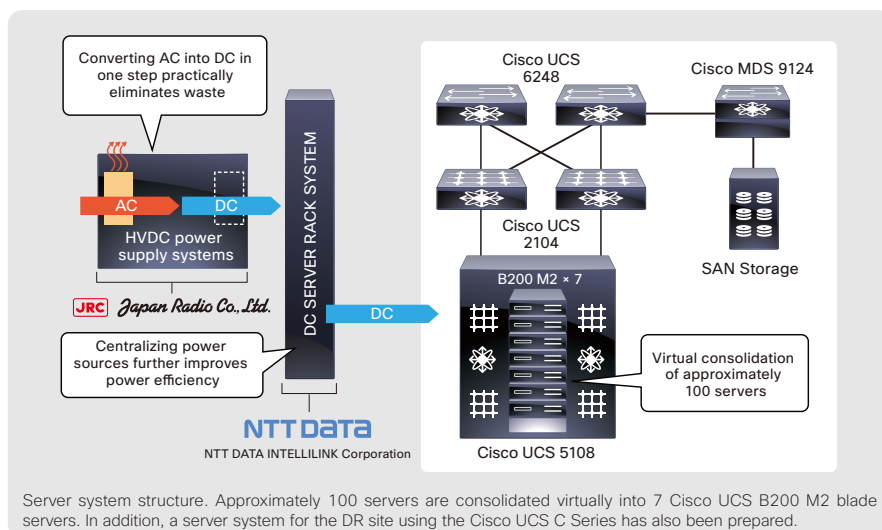 Converting AC into DC in
one step practically
eliminates waste
AC
DC
HVDC power
supply systems
JRC Japan Radio Co., Ltd.
Centralizing power
sources further improves
power efficiency
DC SERVER RACK SYSTEM
NTT DATA
NTT DATA INTELLILINK Corporation
DC
Cisco UCS
6248
Cisco MDS 9124
Cisco UCS
2104
SAN Storage
B200 M2 × 7
Virtual consolidation
of approximately
100 servers
Cisco UCS 5108
Server system structure. Approximately 100 servers are consolidated virtually into 7 Cisco UCS B200 M2 blade
servers. In addition, a server system for the DR site using the Cisco UCS C Series has also been prepared.